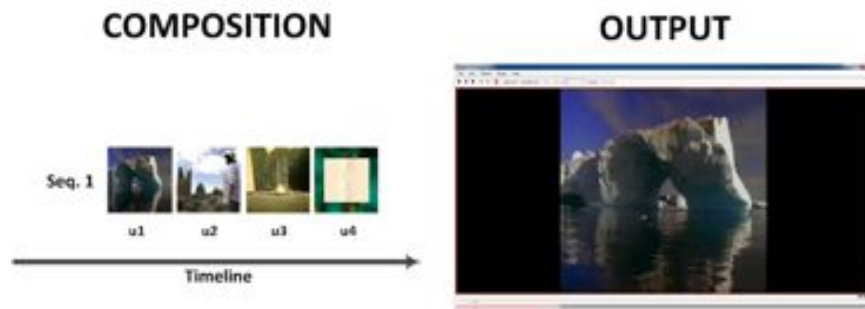 COMPOSITION
OUTPUT
Seq. 1
u1 u2 u3 u4
Timeline